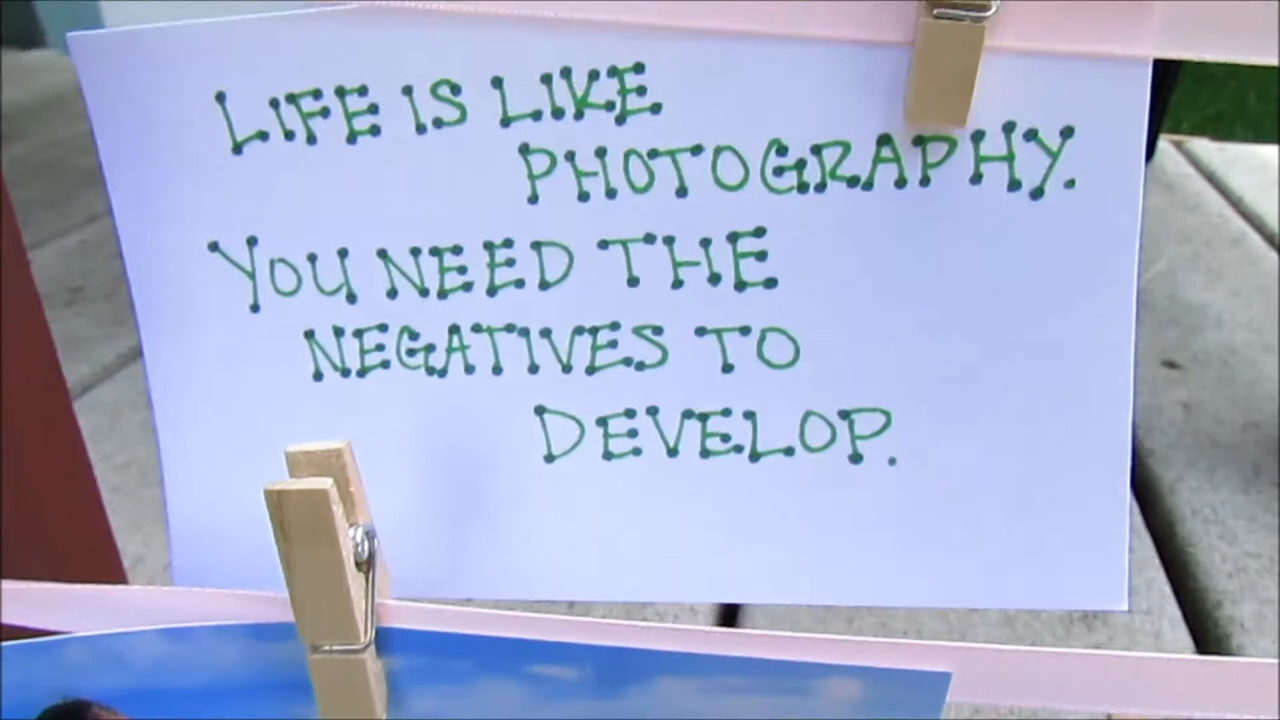 LIFE IS LIKE
PHOTOGRAPHY.
YOU NEED THE
NEGATIVES TO
DEVELOP.